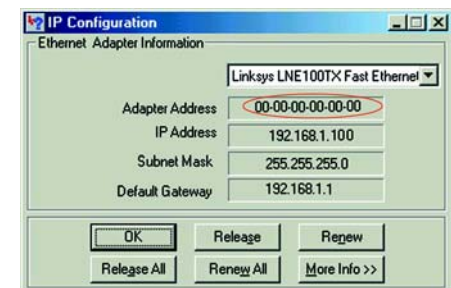 IP Configuration
Ethernet Adapter Information
Linksys LNE100TX Fast Ethernet
Adapter Address 00-00-00-00-00-00
IP Address 192.168.1.100
Subnet Mask 255.255.255.0
Default Gateway 192.168.1.1
OK Release Renew
Release All Renew All More Info >>